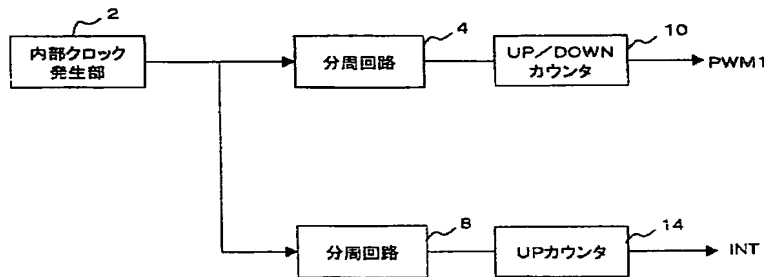 2
内部クロック
発生部
4
分周回路
10
UP/DOWN
カウンタ
PWM1
8
分周回路
14
UPカウンタ
INT